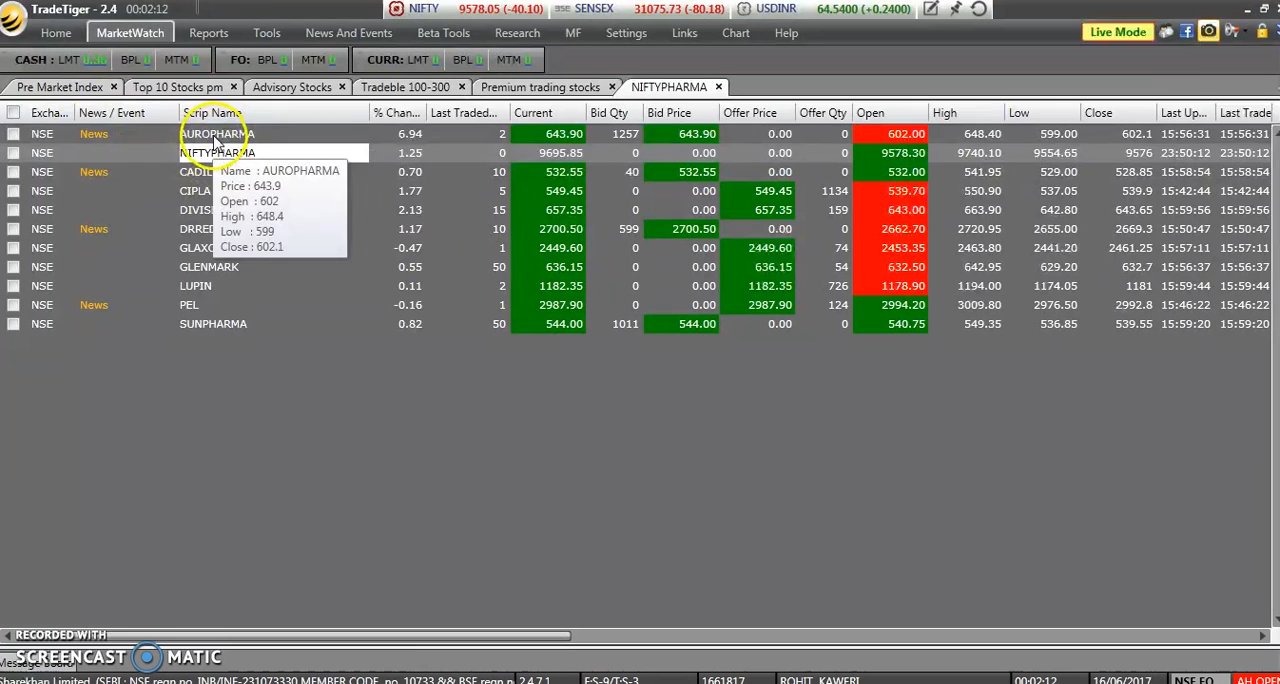 TradeTiger - 2.4 00:02:12 NIFTY 9578.05 (-40.10) SENSEX 31075.73 (-80.18) USDINR 64.5400 (+0.2400)
Home MarketWatch Reports Tools News And Events Beta Tools Research MF Settings Links Chart Help Live Mode
CASH : LMT BPL MTM FO: BPL MTM CURR: LMT BPL MTM
Pre Market Index Top 10 Stocks pm Advisory Stocks Tradeble 100-300 Premium trading stocks NIFTYPHARMA
Excha... News / Event Scrip Name % Chan... Last Traded... Current Bid Qty Bid Price Offer Price Offer Qty Open High Low Close Last Up... Last Trade
NSE News AUROPHARMA 6.94 2 643.90 1257 643.90 0.00 0 602.00 648.40 599.00 602.1 15:56:31 15:56:31
NSE NIFTYPHARMA 1.25 0 9695.85 0 0.00 0.00 0 9578.30 9740.10 9554.65 9576 23:50:12 23:50:12
NSE News CADIL 0.70 10 532.55 40 532.55 0.00 0 532.00 541.95 529.00 528.85 15:58:54 15:58:54
NSE CIPLA 1.77 5 549.45 0 0.00 549.45 1134 539.70 550.90 537.05 539.9 15:42:44 15:42:44
NSE DIVIS 2.13 15 657.35 0 0.00 657.35 159 643.00 663.90 642.80 643.65 15:59:56 15:59:56
NSE News DRRED 1.17 10 2700.50 599 2700.50 0.00 0 2662.70 2720.95 2655.00 2669.3 15:50:47 15:50:47
NSE GLAXO -0.47 1 2449.60 0 0.00 2449.60 74 2453.35 2463.80 2441.20 2461.25 15:57:11 15:57:11
NSE GLENMARK 0.55 50 636.15 0 0.00 636.15 54 632.50 642.95 629.20 632.7 15:56:37 15:56:37
NSE LUPIN 0.11 2 1182.35 0 0.00 1182.35 726 1178.90 1194.00 1174.05 1181 15:59:44 15:59:44
NSE News PEL -0.16 1 2987.90 0 0.00 2987.90 124 2994.20 3009.80 2976.50 2992.8 15:46:22 15:46:22
NSE SUNPHARMA 0.82 50 544.00 1011 544.00 0.00 0 540.75 549.35 536.85 539.55 15:59:20 15:59:20
Name : AUROPHARMA
Price : 643.9
Open : 602
High : 648.4
Low : 599
Close : 602.1
RECORDED WITH
SCREENCAST MATIC
Message Board
Sharekhan Limited. (SEBI : NSE regn no. INB/INF-231073330 MEMBER CODE no. 10733 && BSE regn 2.4.7.1 F:S-9/T:S-3 1661817 ROHIT KAWERI 00:02:12 16/06/2017 NSE FO AH OPEN